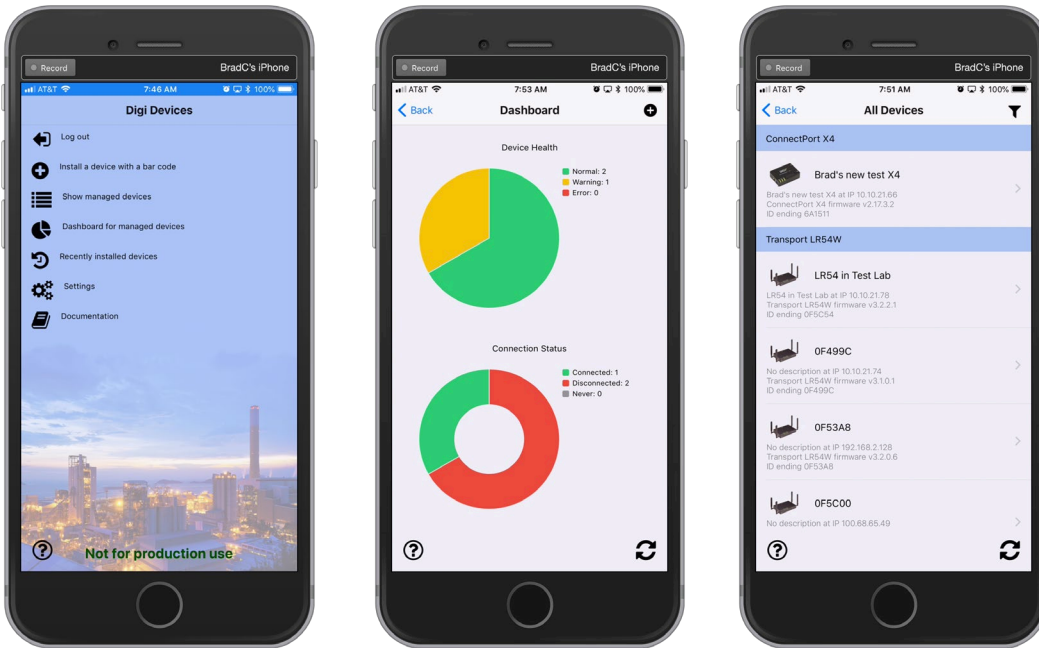 Record
BradC's iPhone
AT&T
7:46 AM
100%
Digi Devices
Log out
Install a device with a bar code
Show managed devices
Dashboard for managed devices
Recently installed devices
Settings
Documentation
Not for production use
Record
BradC's iPhone
AT&T
7:53 AM
100%
Back
Dashboard
Device Health
Normal: 2
Warning: 1
Error: 0
Connection Status
Connected: 1
Disconnected: 2
Never: 0
Record
BradC's iPhone
AT&T
7:51 AM
100%
Back
All Devices
ConnectPort X4
Brad's new test X4
Brad's new test X4 at IP 10.10.21.66
ConnectPort X4 firmware v2.17.3.2
ID ending 6A1511
Transport LR54W
LR54 in Test Lab
LR54 in Test Lab at IP 10.10.21.78
Transport LR54W firmware v3.2.2.1
ID ending 0F5C54
0F499C
No description at IP 10.10.21.74
Transport LR54W firmware v3.1.0.1
ID ending 0F499C
0F53A8
No description at IP 192.168.2.128
Transport LR54W firmware v3.2.0.6
ID ending 0F53A8
0F5C00
No description at IP 100.68.65.49